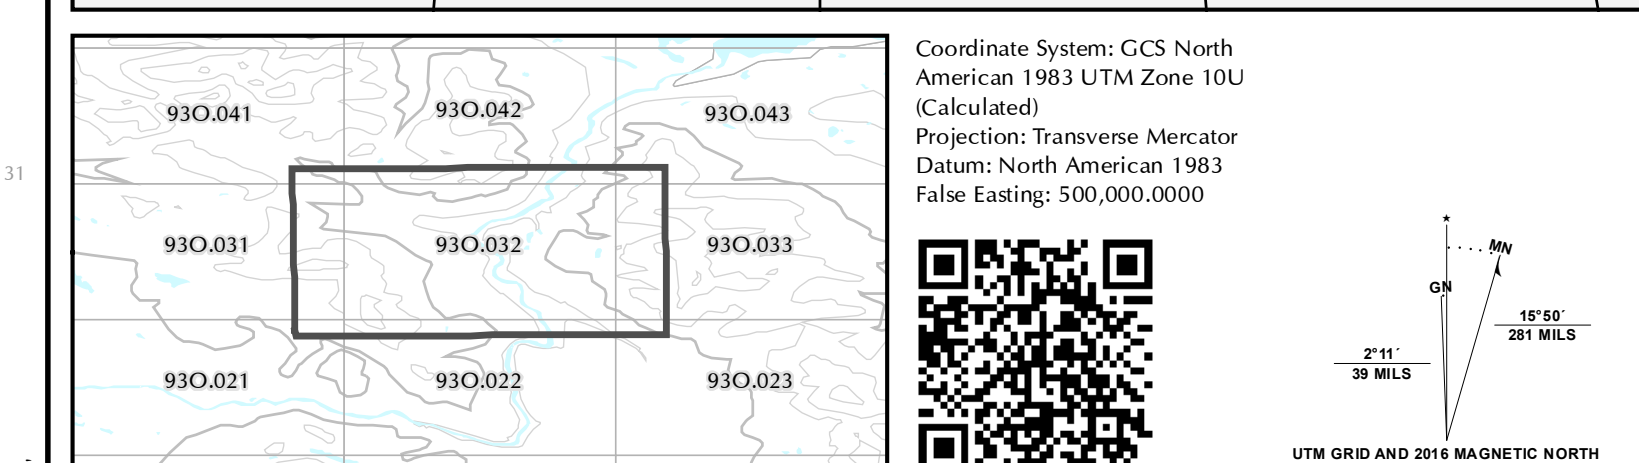 31
93O.041
93O.042
93O.043
93O.031
93O.032
93O.033
93O.021
93O.022
93O.023
Coordinate System: GCS North
American 1983 UTM Zone 10U
(Calculated)
Projection: Transverse Mercator
Datum: North American 1983
False Easting: 500,000.0000
MN
GN
15°50´
281 MILS
2°11´
39 MILS
UTM GRID AND 2016 MAGNETIC NORTH